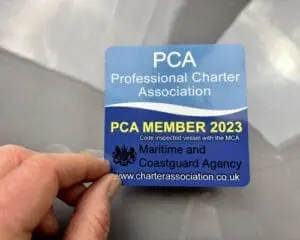 PCA
Professional Charter
Association
PCA MEMBER 2023
Code inspected vessel with the MCA
Maritime and
Coastguard Agency
www.charterassociation.co.uk